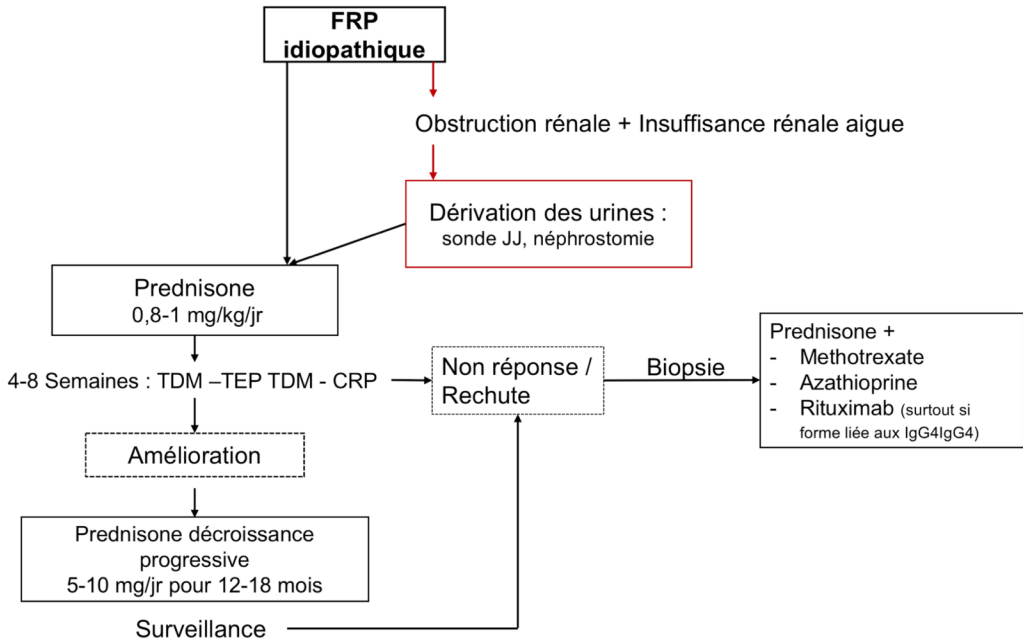 FRP
idiopathique
Obstruction rénale + Insuffisance rénale aigue
Dérivation des urines :
sonde JJ, néphrostomie
Prednisone
0,8-1 mg/kg/jr
4-8 Semaines : TDM –TEP TDM - CRP
Non réponse /
Rechute
Biopsie
Prednisone +
- Methotrexate
- Azathioprine
- Rituximab (surtout si
forme liée aux IgG4IgG4)
Amélioration
Prednisone décroissance
progressive
5-10 mg/jr pour 12-18 mois
Surveillance